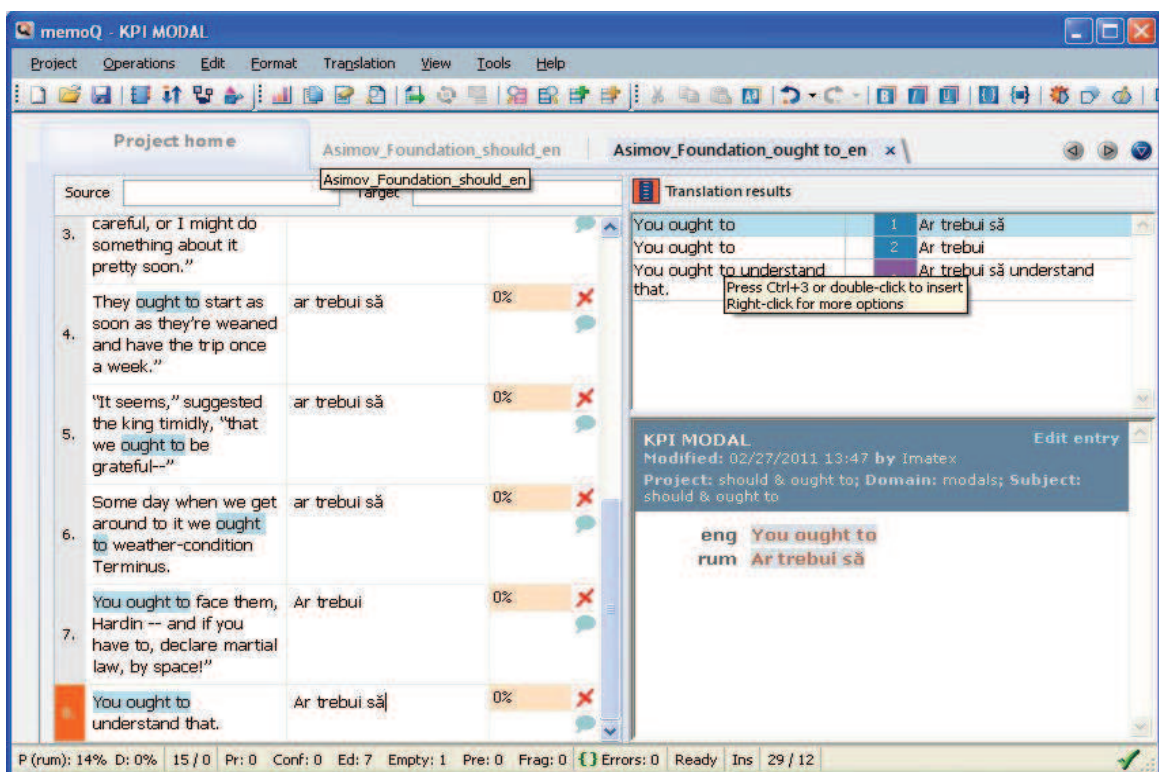 memoQ - KPI MODAL
Project Operations Edit Format Translation View Tools Help
Project home
Asimov_Foundation_should_en
Asimov_Foundation_ought to_en
Asimov_Foundation_should_en
Source
Target
3.
careful, or I might do
something about it
pretty soon.”
4.
They ought to start as
soon as they’re weaned
and have the trip once
a week.”
ar trebui să
0%
5.
“It seems,” suggested
the king timidly, “that
we ought to be
grateful--”
ar trebui să
0%
6.
Some day when we get
around to it we ought
to weather-condition
Terminus.
ar trebui să
0%
7.
You ought to face them,
Hardin -- and if you
have to, declare martial
law, by space!”
Ar trebui
0%
You ought to
understand that.
Ar trebui să
0%
Translation results
You ought to 1 Ar trebui să
You ought to 2 Ar trebui
You ought to understand
that.
Ar trebui să understand
Press Ctrl+3 or double-click to insert
Right-click for more options
KPI MODAL
Edit entry
Modified: 02/27/2011 13:47 by Imatex
Project: should & ought to; Domain: modals; Subject:
should & ought to
eng You ought to
rum Ar trebui să
P (rum): 14% D: 0% 15 / 0 Pr: 0 Conf: 0 Ed: 7 Empty: 1 Pre: 0 Frag: 0 {} Errors: 0 Ready Ins 29 / 12